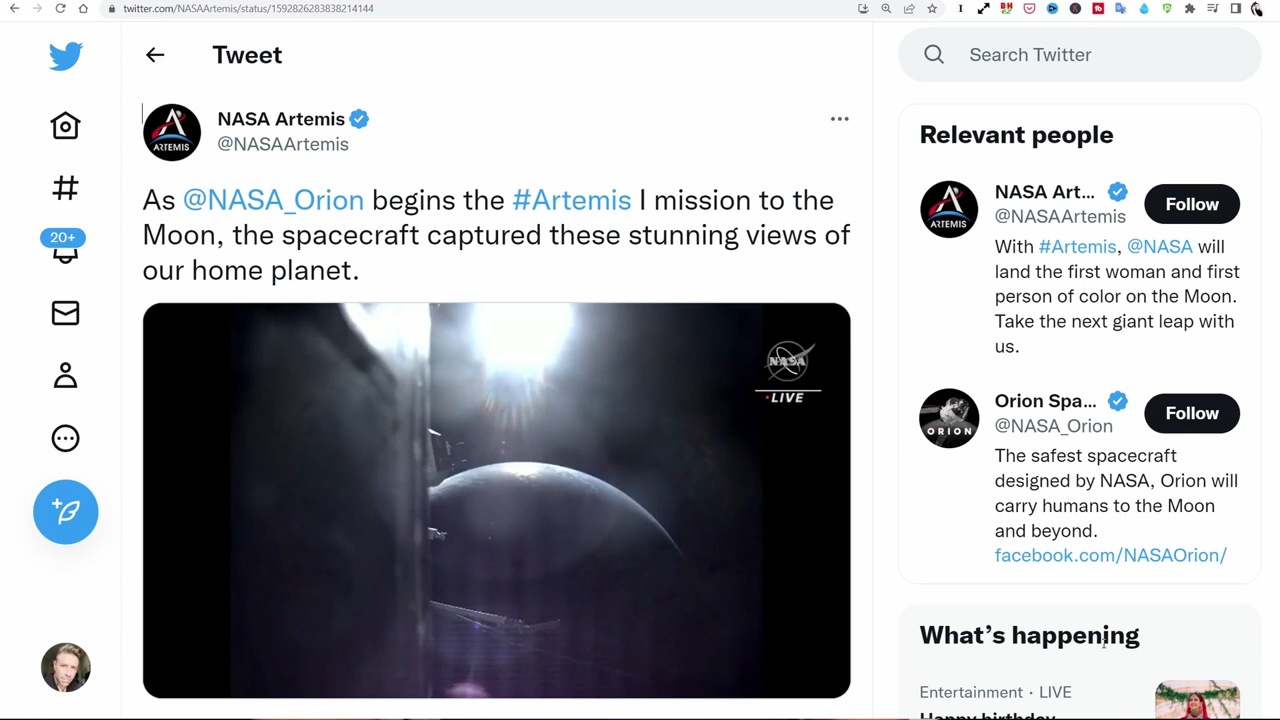 twitter.com/NASAArtemis/status/1592826283828214144
Tweet
Search Twitter
NASA Artemis
@NASAArtemis
ARTEMIS
As @NASA_Orion begins the #Artemis I mission to the
Moon, the spacecraft captured these stunning views of
our home planet.
NASA
LIVE
20+
Relevant people
ARTEMIS
NASA Art...
@NASAArtemis
Follow
With #Artemis, @NASA will
land the first woman and first
person of color on the Moon.
Take the next giant leap with
us.
ORION
Orion Spa...
@NASA_Orion
Follow
The safest spacecraft
designed by NASA, Orion will
carry humans to the Moon
and beyond.
facebook.com/NASAOrion/
What’s happening
Entertainment · LIVE
Happy birthday